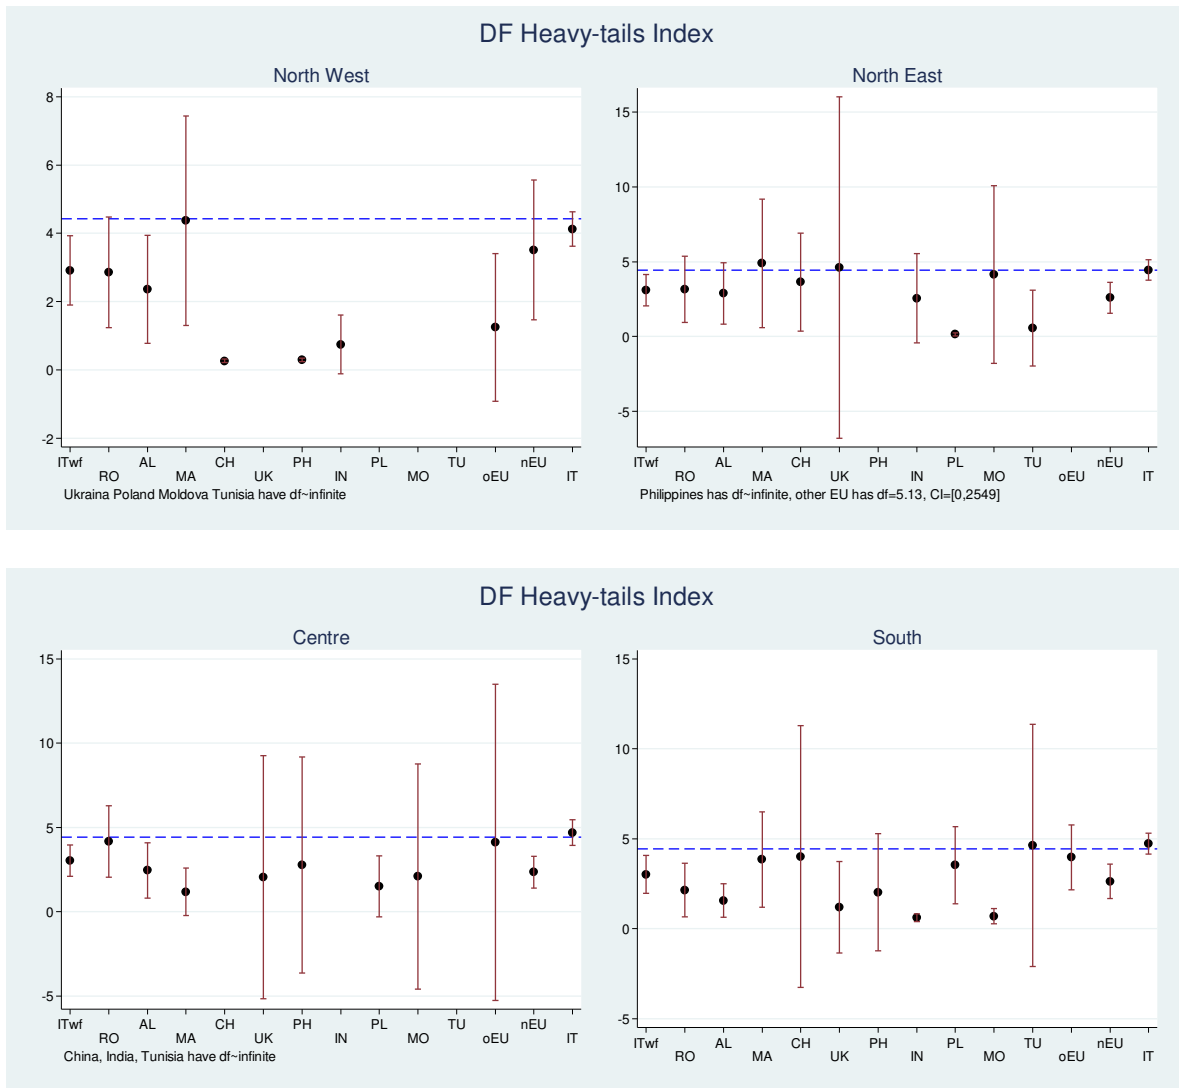 DF Heavy-tails Index
North West
8
6
4
2
0
-2
ITwf RO AL MA CH UK PH IN PL MO TU oEU nEU IT
Ukraina Poland Moldova Tunisia have df~infinite
North East
15
10
5
0
-5
ITwf RO AL MA CH UK PH IN PL MO TU oEU nEU IT
Philippines has df~infinite, other EU has df=5.13, CI=[0,2549]
DF Heavy-tails Index
Centre
15
10
5
0
-5
ITwf RO AL MA CH UK PH IN PL MO TU oEU nEU IT
China, India, Tunisia have df~infinite
South
15
10
5
0
-5
ITwf RO AL MA CH UK PH IN PL MO TU oEU nEU IT